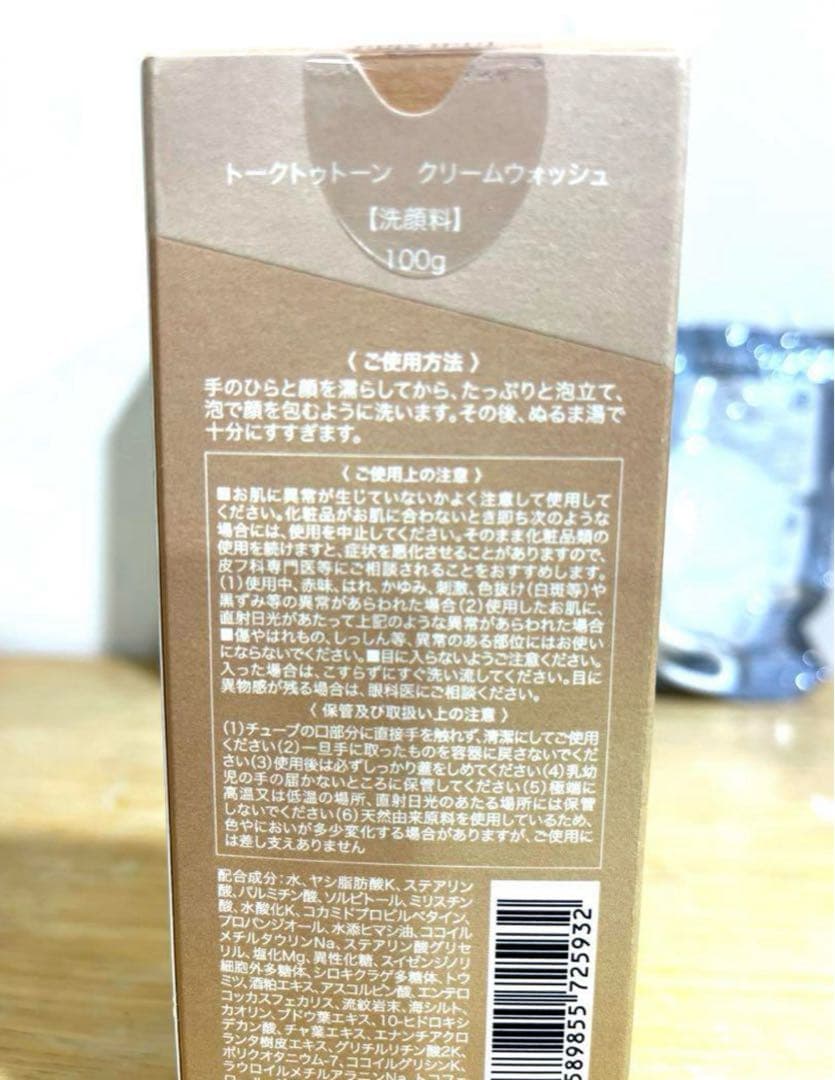 トークトゥトーン　クリームウォッシュ
【洗顔料】
100g
〈ご使用方法〉
手のひらと顔を濡らしてから、たっぷりと泡立て、
泡で顔を包むように洗います。その後、ぬるま湯で
十分にすすぎます。
〈ご使用上の注意〉
■お肌に異常が生じていないかよく注意して使用して
ください。化粧品がお肌に合わないとき即ち次のような
場合には、使用を中止してください。そのまま化粧品類の
使用を続けますと、症状を悪化させることがありますので、
皮フ科専門医等にご相談されることをおすすめします。
(1)使用中、赤味、はれ、かゆみ、刺激、色抜け(白斑等)や
黒ずみ等の異常があらわれた場合(2)使用したお肌に、
直射日光があたって上記のような異常があらわれた場合
■傷やはれもの、しっしん等、異常のある部位にはお使い
にならないでください。■目に入らないようご注意ください。
入った場合は、こすらずにすぐ洗い流してください。目に
異物感が残る場合は、眼科医にご相談ください。
〈保管及び取扱い上の注意〉
(1)チューブの口部分に直接手を触れず、清潔にしてご使用
ください(2)一旦手に取ったものを容器に戻さないでくだ
さい(3)使用後は必ずしっかり蓋をしめてください(4)乳幼
児の手の届かないところに保管してください(5)極端に
高温又は低温の場所、直射日光のあたる場所には保管
しないでください(6)天然由来原料を使用しているため、
色やにおいが多少変化する場合がありますが、ご使用に
は差し支えありません
配合成分：水、ヤシ脂肪酸K、ステアリン
酸、パルミチン酸、ソルビトール、ミリスチン
酸、水酸化K、コカミドプロピルベタイン、
プロパンジオール、水添ヒマシ油、ココイル
メチルタウリンNa、ステアリン酸グリセ
リル、塩化Mg、異性化糖、スイゼンジノリ
細胞外多糖体、シロキクラゲ多糖体、トウ
ミツ、酒粕エキス、アスコルビン酸、エンテロ
コッカスフェカリス、流紋岩末、海シルト、
カオリン、ブドウ葉エキス、10-ヒドロキシ
デカン酸、チャ葉エキス、エナンチアクロ
ランタ樹皮エキス、グリチルリチン酸2K、
ポリクオタニウム-7、ココイルグリシンK、
ラウロイルメチルアラニンNa、トコフェ
589855 725932